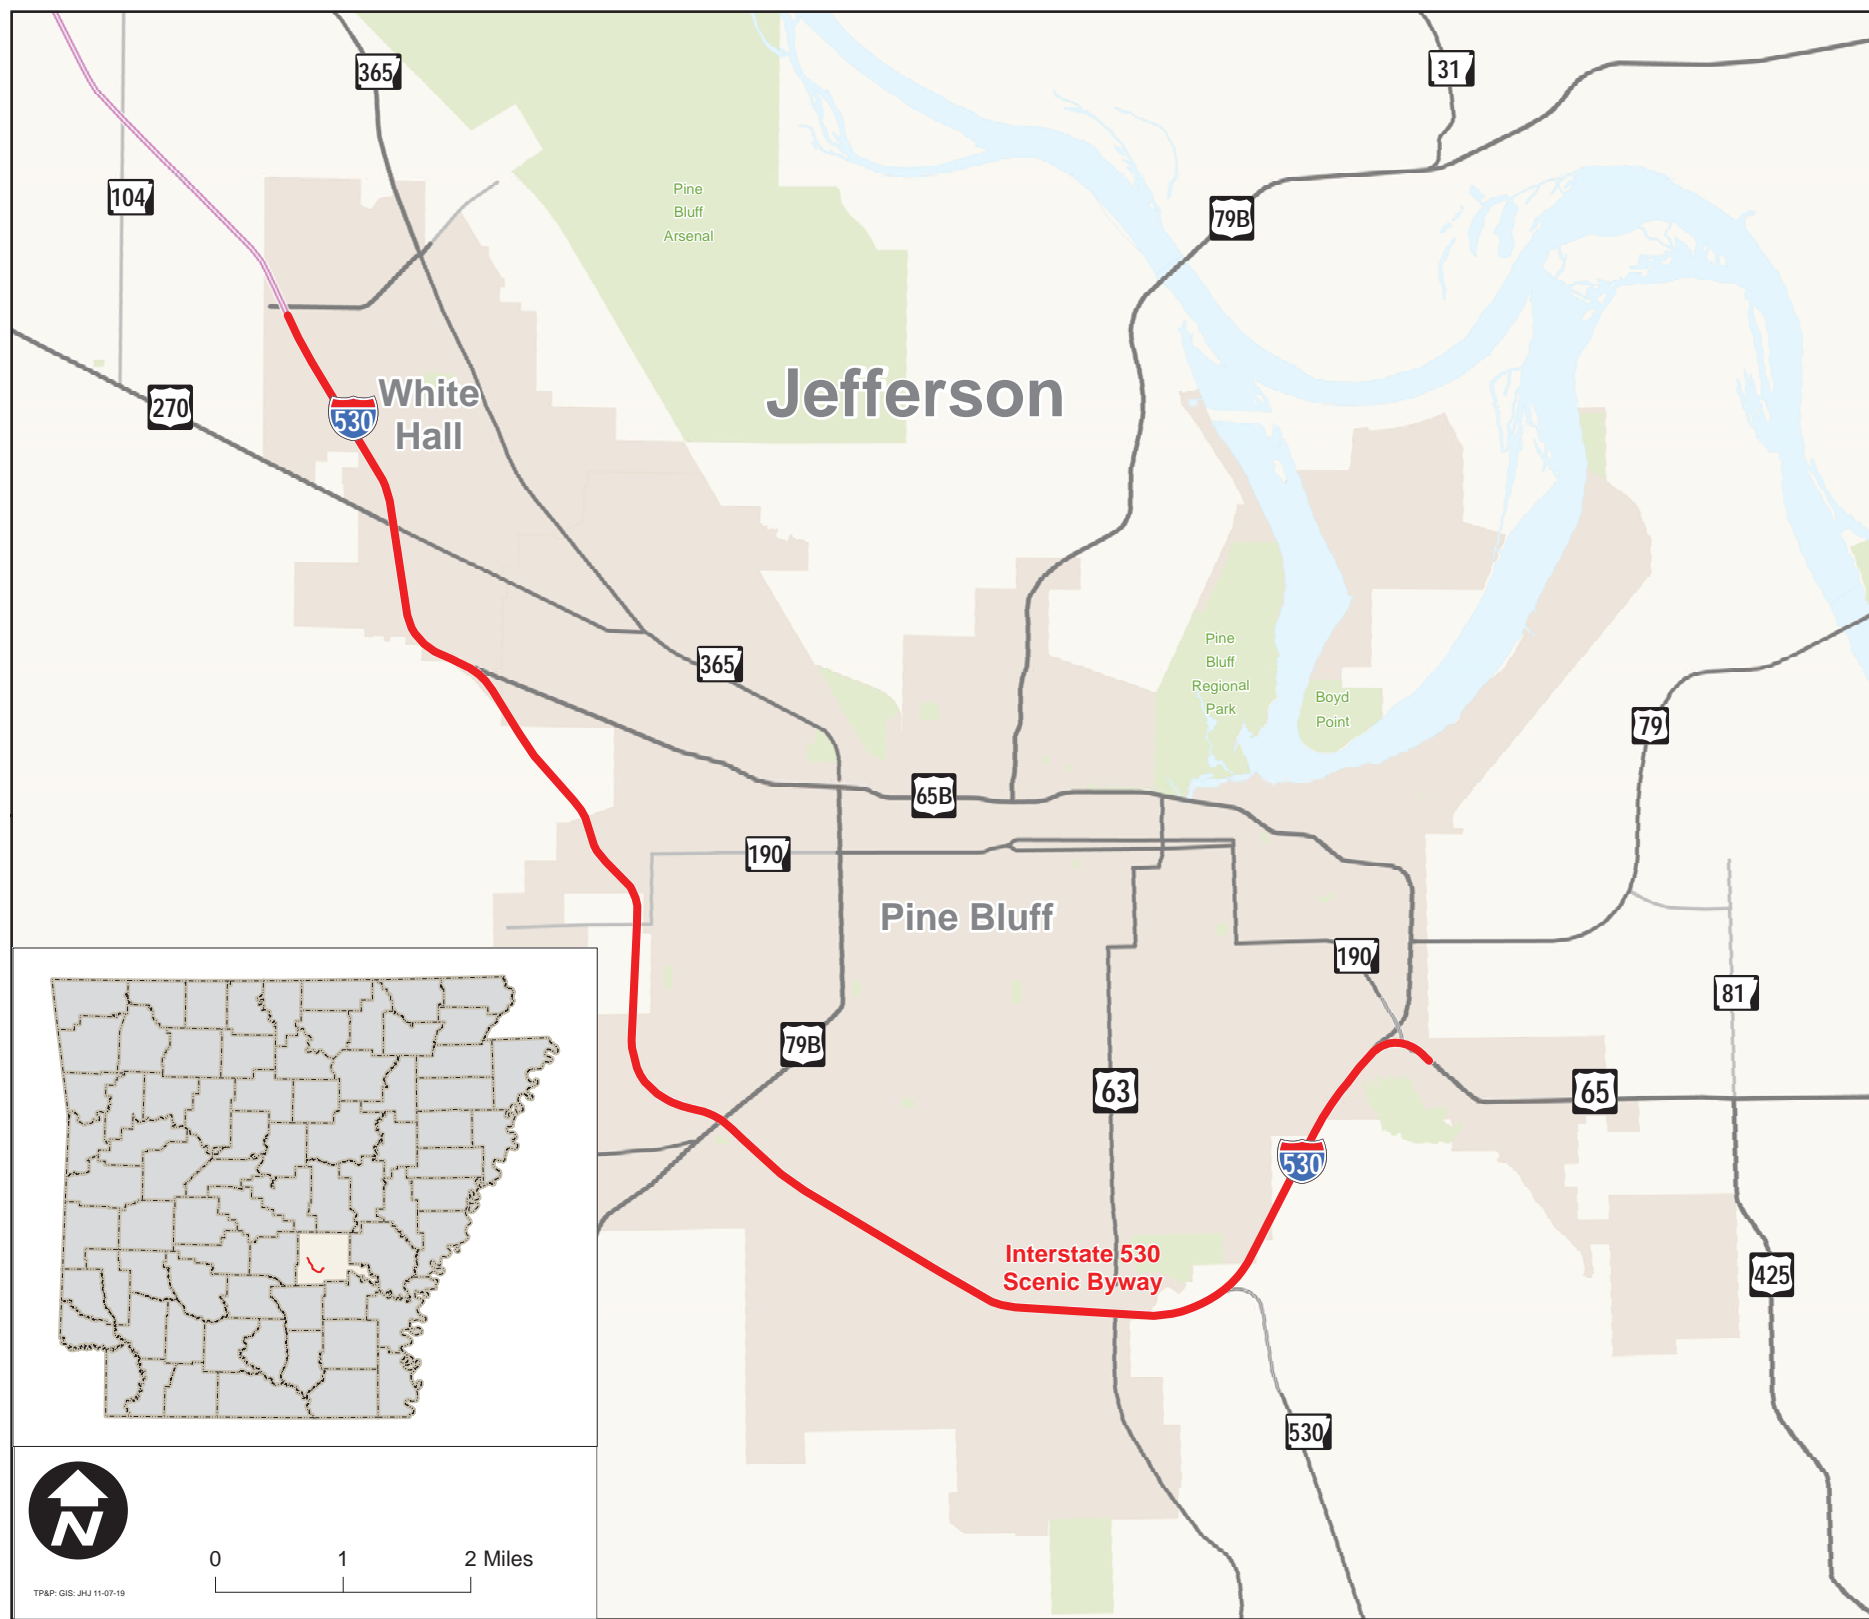 365
31
104
Pine
Bluff
Arsenal
79B
270
530
White
Hall
Jefferson
365
Pine
Bluff
Regional
Park
Boyd
Point
79
65B
190
Pine Bluff
190
81
79B
63
65
530
Interstate 530
Scenic Byway
425
530
N
0 1 2 Miles
TP&P: GIS: JHJ 11-07-19